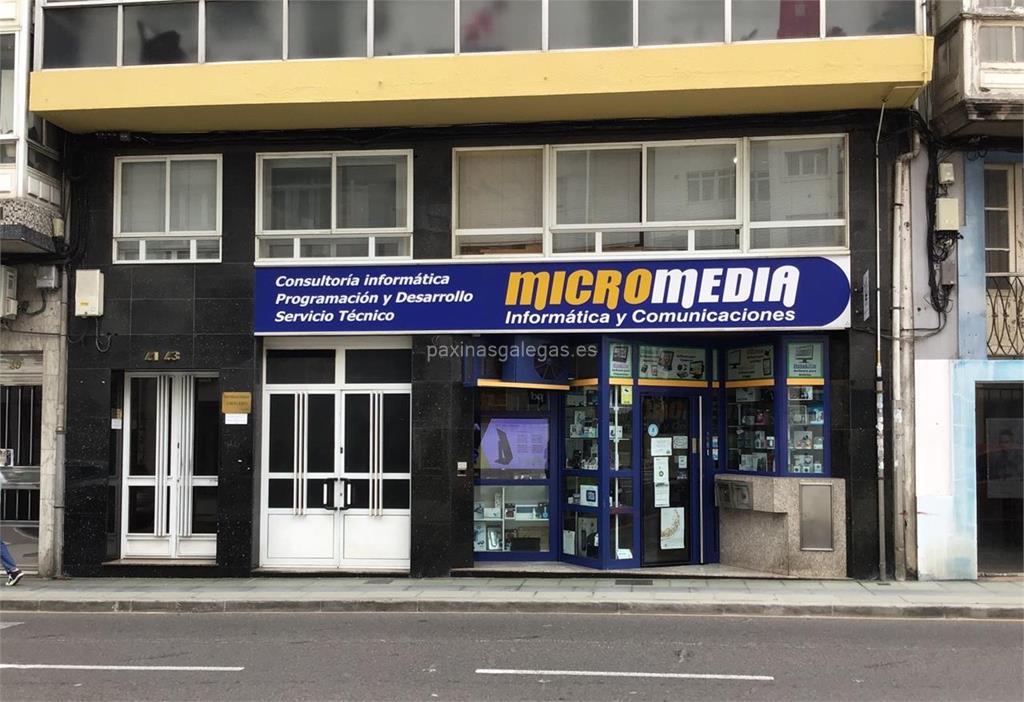 Consultoría informática
Programación y Desarrollo
Servicio Técnico
MICROMEDIA
Informática y Comunicaciones
paxinasgalegas.es
41 43